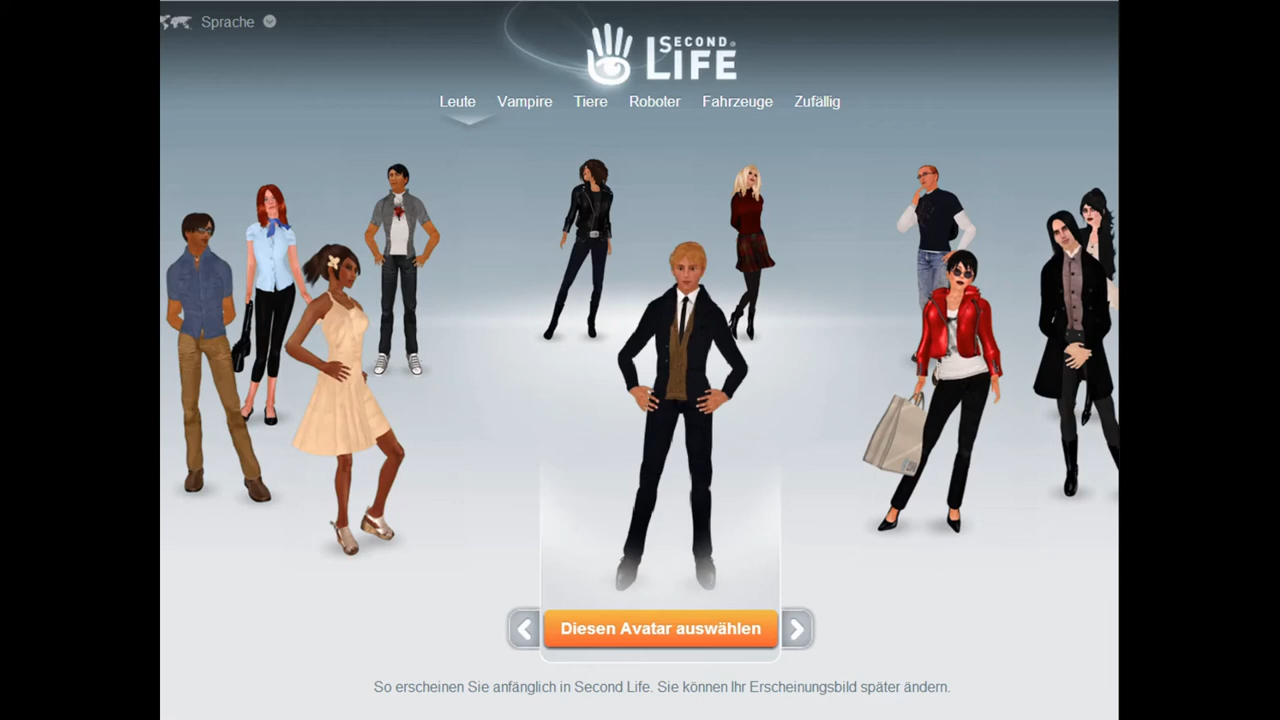 Sprache
SECOND
LIFE
Leute Vampire Tiere Roboter Fahrzeuge Zufällig
Diesen Avatar auswählen
So erscheinen Sie anfänglich in Second Life. Sie können Ihr Erscheinungsbild später ändern.